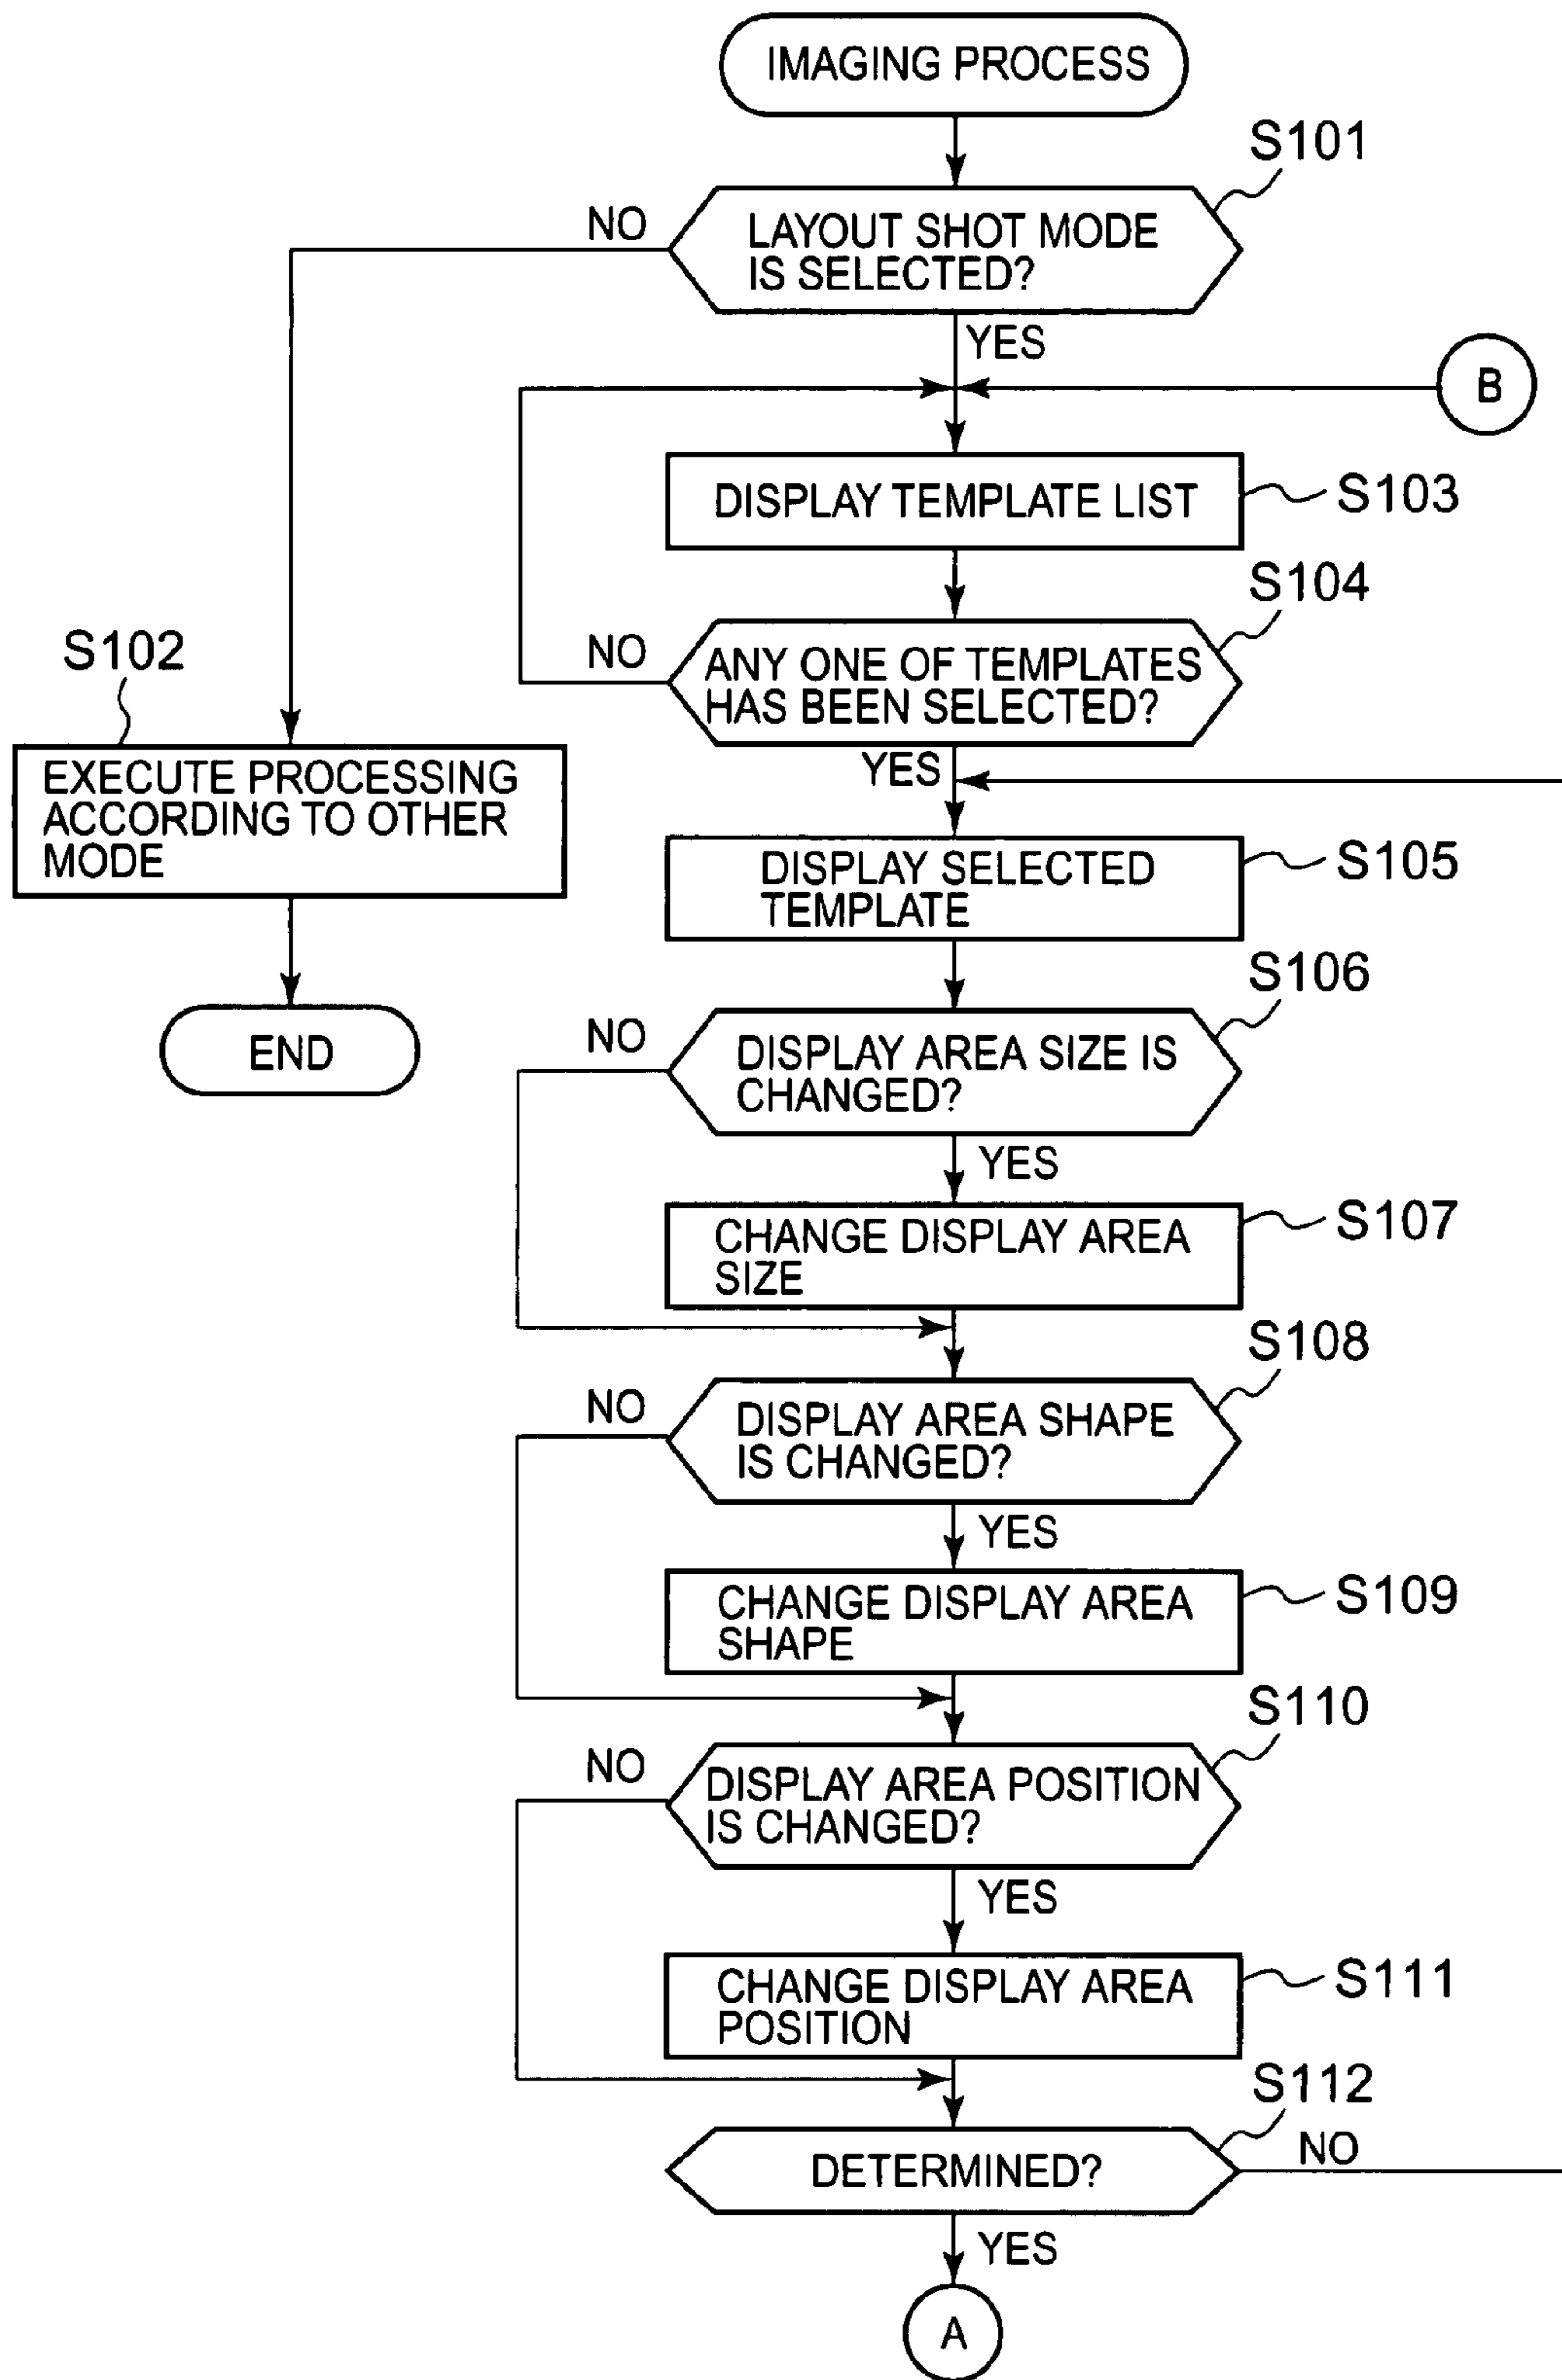 IMAGING PROCESS
S101
NO
LAYOUT SHOT MODE
IS SELECTED?
YES
B
DISPLAY TEMPLATE LIST
S103
S104
NO
ANY ONE OF TEMPLATES
HAS BEEN SELECTED?
S102
YES
EXECUTE PROCESSING
ACCORDING TO OTHER
MODE
DISPLAY SELECTED
TEMPLATE
S105
S106
END
NO
DISPLAY AREA SIZE IS
CHANGED?
YES
CHANGE DISPLAY AREA
SIZE
S107
S108
NO
DISPLAY AREA SHAPE
IS CHANGED?
YES
CHANGE DISPLAY AREA
SHAPE
S109
S110
NO
DISPLAY AREA POSITION
IS CHANGED?
YES
CHANGE DISPLAY AREA
POSITION
S111
S112
DETERMINED?
NO
YES
A